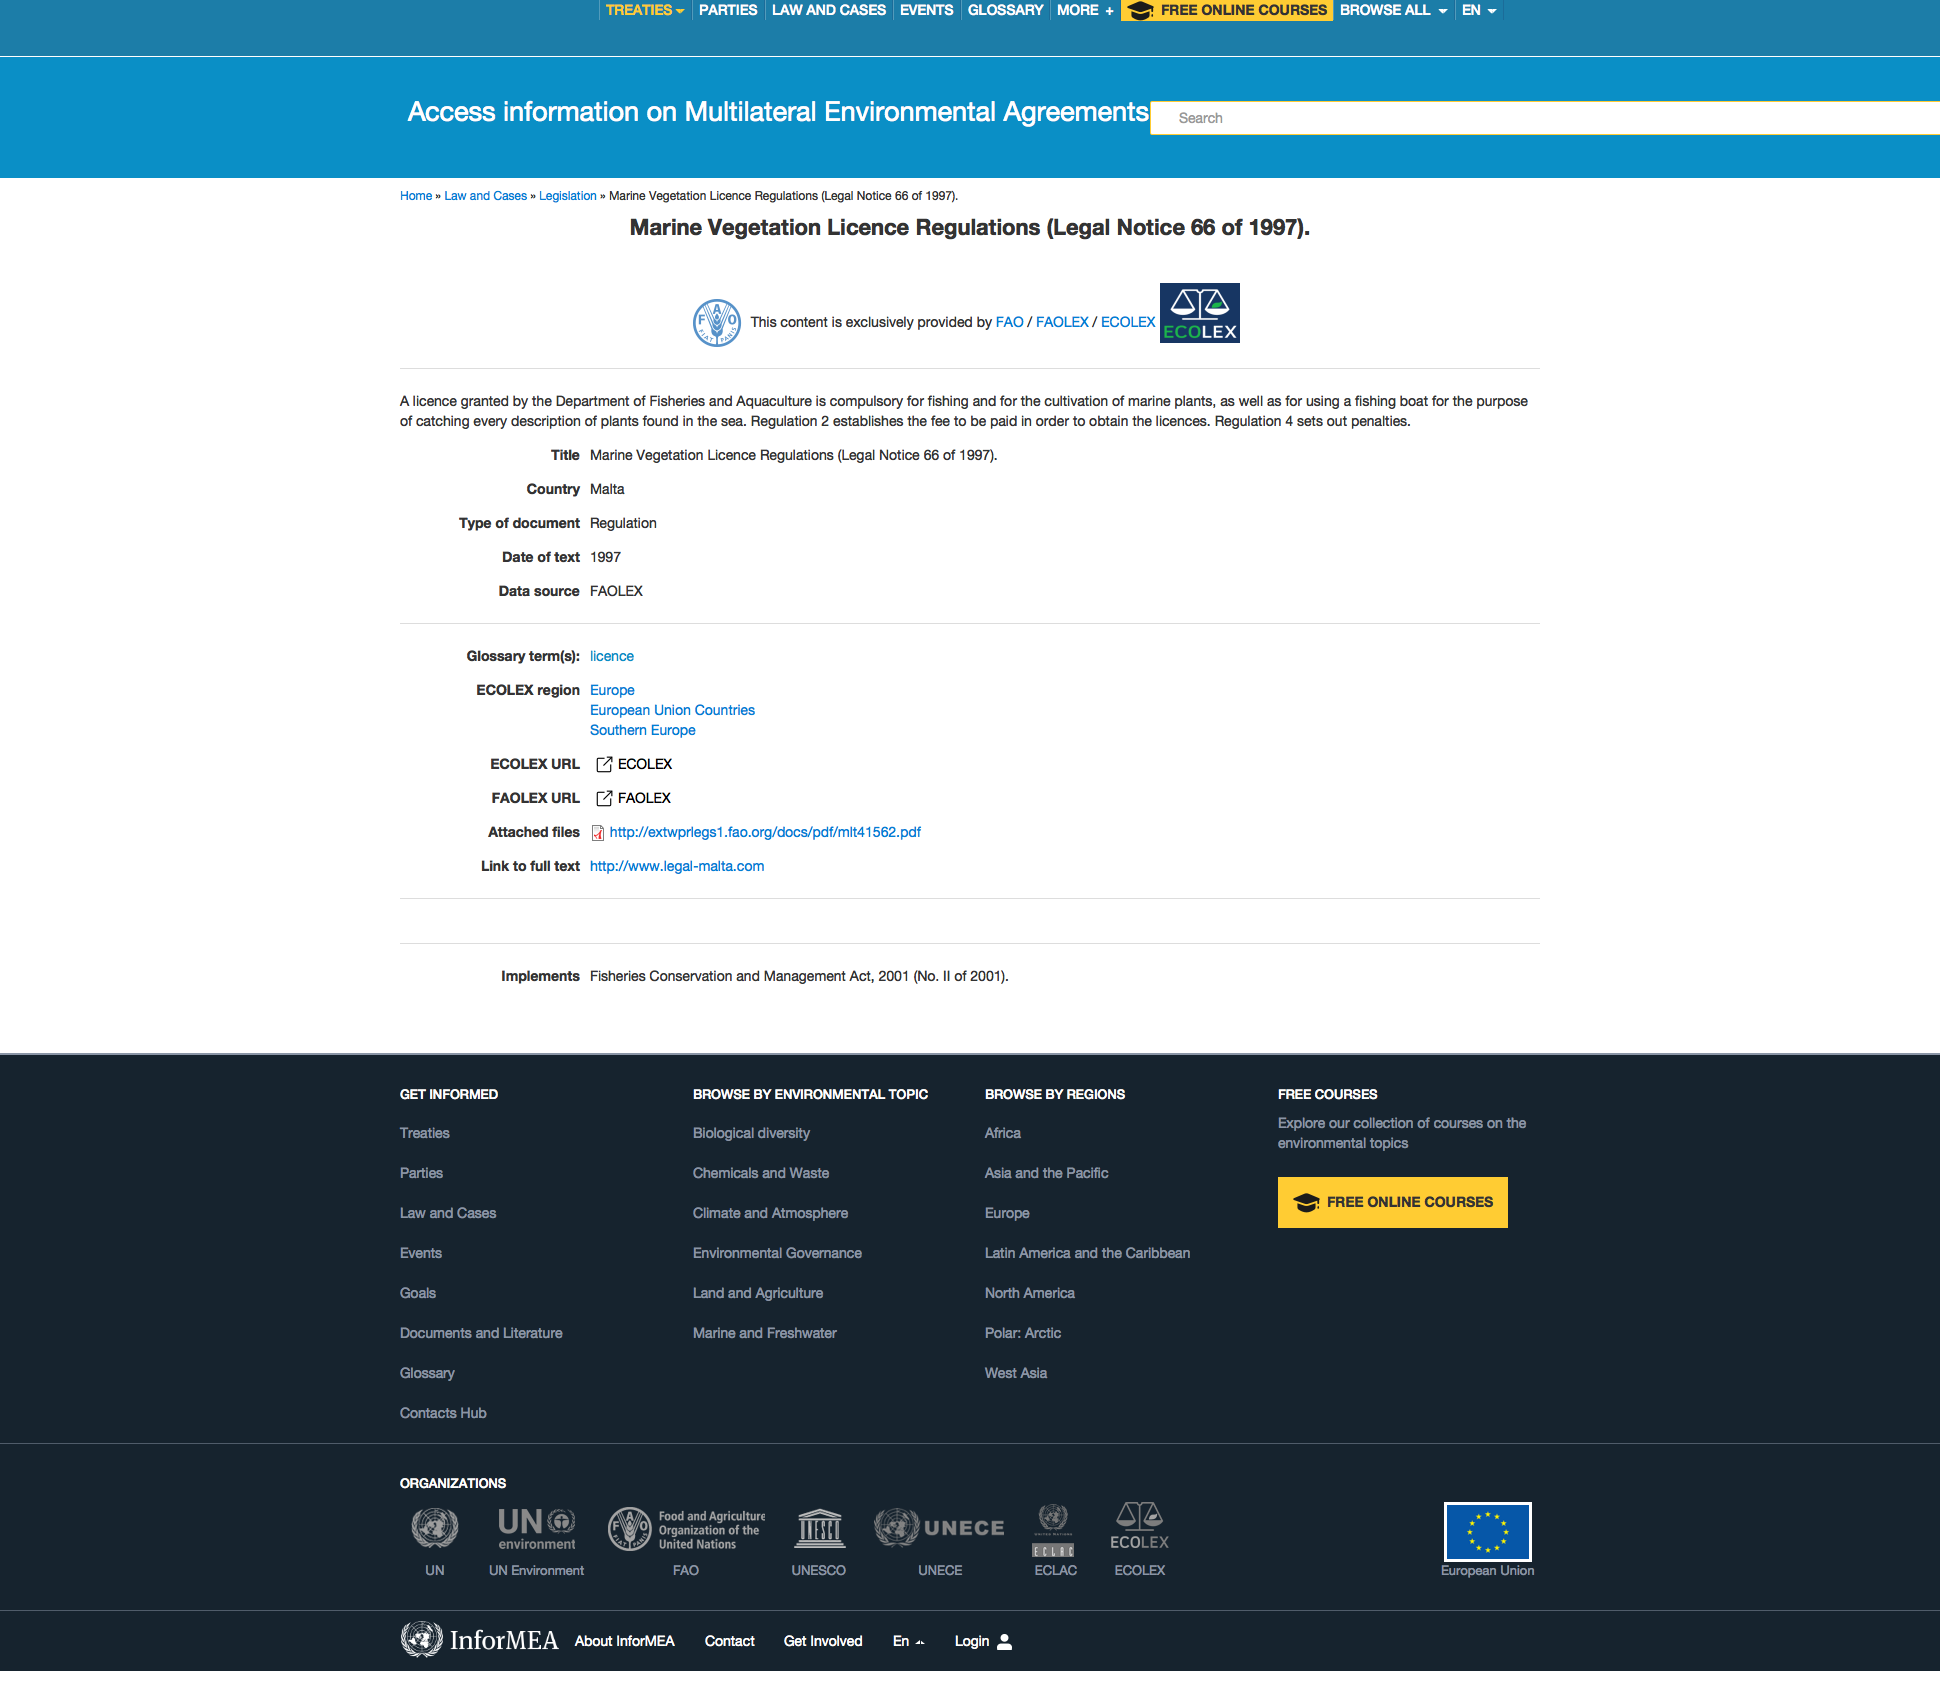 TREATIES PARTIES LAW AND CASES EVENTS GLOSSARY MORE + FREE ONLINE COURSES BROWSE ALL EN
Access information on Multilateral Environmental Agreements
Search
Home » Law and Cases » Legislation » Marine Vegetation Licence Regulations (Legal Notice 66 of 1997).
Marine Vegetation Licence Regulations (Legal Notice 66 of 1997).
FAO FIAT PANIS This content is exclusively provided by FAO / FAOLEX / ECOLEX ECOLEX
A licence granted by the Department of Fisheries and Aquaculture is compulsory for fishing and for the cultivation of marine plants, as well as for using a fishing boat for the purpose
of catching every description of plants found in the sea. Regulation 2 establishes the fee to be paid in order to obtain the licences. Regulation 4 sets out penalties.
Title Marine Vegetation Licence Regulations (Legal Notice 66 of 1997).
Country Malta
Type of document Regulation
Date of text 1997
Data source FAOLEX
Glossary term(s): licence
ECOLEX region Europe
European Union Countries
Southern Europe
ECOLEX URL ECOLEX
FAOLEX URL FAOLEX
Attached files http://extwprlegs1.fao.org/docs/pdf/mlt41562.pdf
Link to full text http://www.legal-malta.com
Implements Fisheries Conservation and Management Act, 2001 (No. II of 2001).
GET INFORMED
Treaties
Parties
Law and Cases
Events
Goals
Documents and Literature
Glossary
Contacts Hub
BROWSE BY ENVIRONMENTAL TOPIC
Biological diversity
Chemicals and Waste
Climate and Atmosphere
Environmental Governance
Land and Agriculture
Marine and Freshwater
BROWSE BY REGIONS
Africa
Asia and the Pacific
Europe
Latin America and the Caribbean
North America
Polar: Arctic
West Asia
FREE COURSES
Explore our collection of courses on the
environmental topics
FREE ONLINE COURSES
ORGANIZATIONS
UN
UN
environment
UN Environment
FAO
Food and Agriculture
Organization of the
United Nations
FAO
UNESCO
UNESCO
UNECE
UNECE
UNITED NATIONS
ECLAC
ECLAC
ECOLEX
ECOLEX
European Union
InforMEA About InforMEA Contact Get Involved En Login